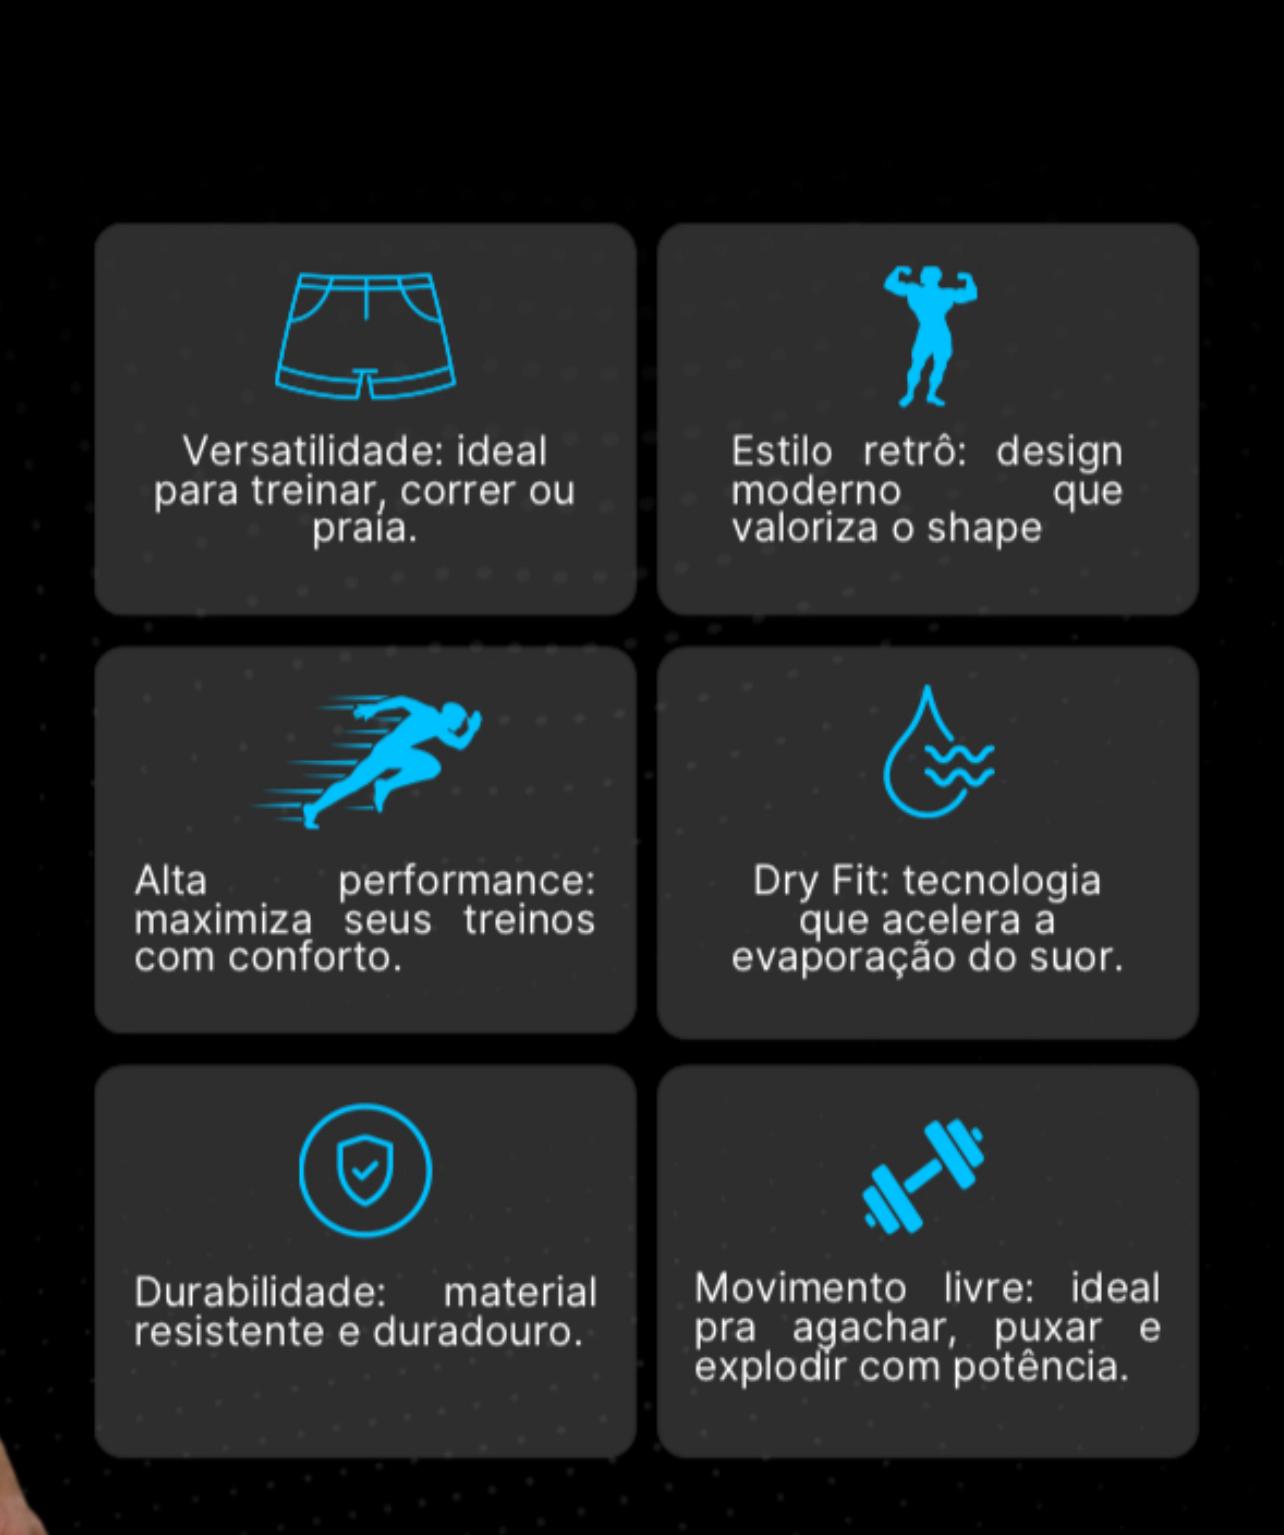 Versatilidade: ideal
para treinar, correr ou
praia.
Estilo retrô: design
moderno que
valoriza o shape
Alta performance:
maximiza seus treinos
com conforto.
Dry Fit: tecnologia
que acelera a
evaporação do suor.
Durabilidade: material
resistente e duradouro.
Movimento livre: ideal
pra agachar, puxar e
explodir com potência.